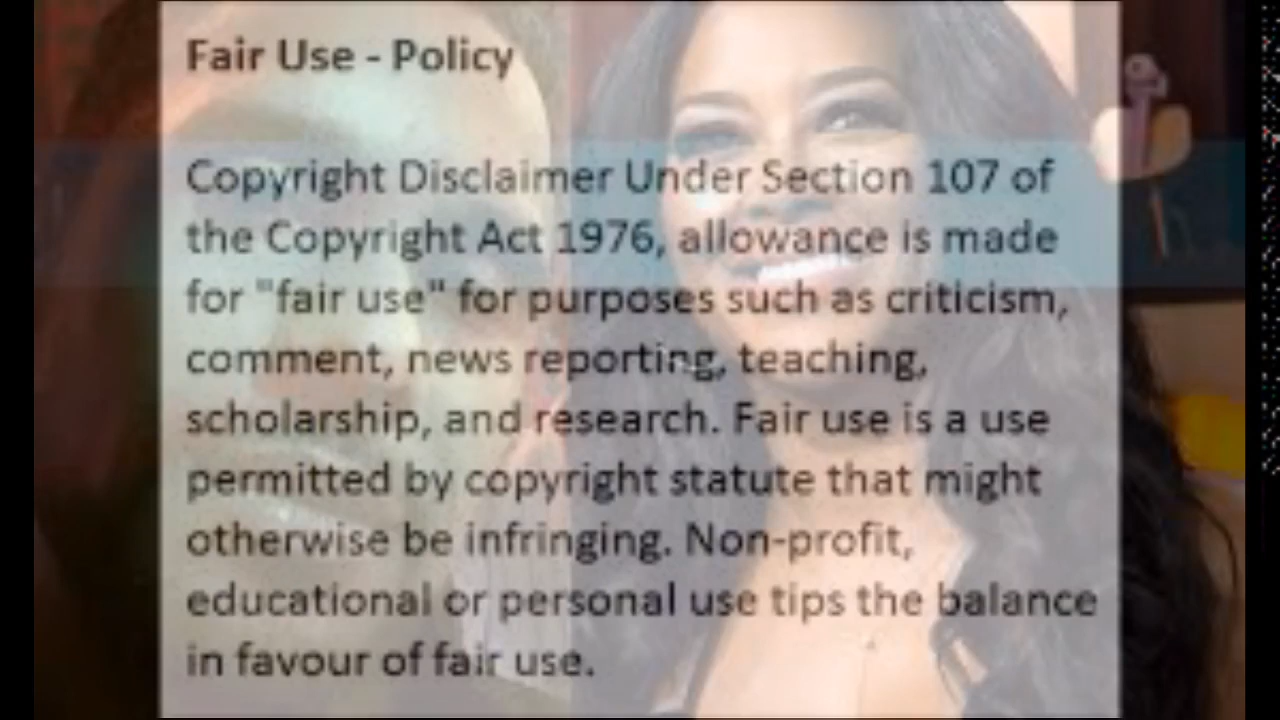 Fair Use - Policy
Copyright Disclaimer Under Section 107 of
the Copyright Act 1976, allowance is made
for "fair use" for purposes such as criticism,
comment, news reporting, teaching,
scholarship, and research. Fair use is a use
permitted by copyright statute that might
otherwise be infringing. Non-profit,
educational or personal use tips the balance
in favour of fair use.